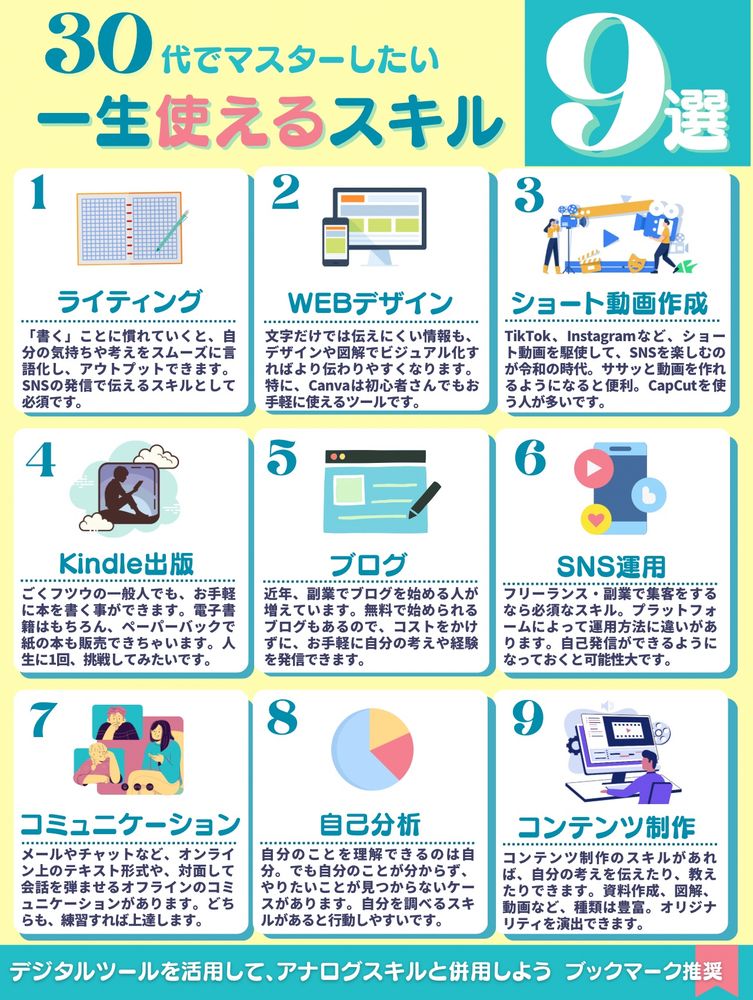 30代でマスターしたい
一生使えるスキル
9選
1
ライティング
「書く」ことに慣れていくと、自
分の気持ちや考えをスムーズに言
語化し、アウトプットできます。
SNSの発信で伝えるスキルとして
必須です。
2
WEBデザイン
文字だけでは伝えにくい情報も、
デザインや図解でビジュアル化す
ればより伝わりやすくなります。
特に、Canvaは初心者さんでもお
手軽に使えるツールです。
3
ショート動画作成
TikTok、Instagramなど、ショー
ト動画を駆使して、SNSを楽しむの
が令和の時代。ササッと動画を作れ
るようになると便利。CapCutを使
う人が多いです。
4
Kindle出版
ごくフツウの一般人でも、お手軽
に本を書く事ができます。電子書
籍はもちろん、ペーパーバックで
紙の本も販売できちゃいます。人
生に1回、挑戦してみたいです。
5
ブログ
近年、副業でブログを始める人が
増えています。無料で始められる
ブログもあるので、コストをかけ
ずに、お手軽に自分の考えや経験
を発信できます。
6
SNS運用
フリーランス・副業で集客をする
なら必須なスキル。プラットフォ
ームによって運用方法に違いがあ
ります。自己発信ができるように
なっておくと可能性大です。
7
コミュニケーション
メールやチャットなど、オンライ
ン上のテキスト形式や、対面して
会話を弾ませるオフラインのコミ
ュニケーションがあります。どち
らも、練習すれば上達します。
8
自己分析
自分のことを理解できるのは自
分。でも自分のことが分からず、
やりたいことが見つからないケー
スがあります。自分を調べるスキ
ルがあると行動しやすいです。
9
コンテンツ制作
コンテンツ制作のスキルがあれ
ば、自分の考えを伝えたり、教え
たりできます。資料作成、図解、
動画など、種類は豊富。オリジナ
リティを演出できます。
デジタルツールを活用して、アナログスキルと併用しよう ブックマーク推奨